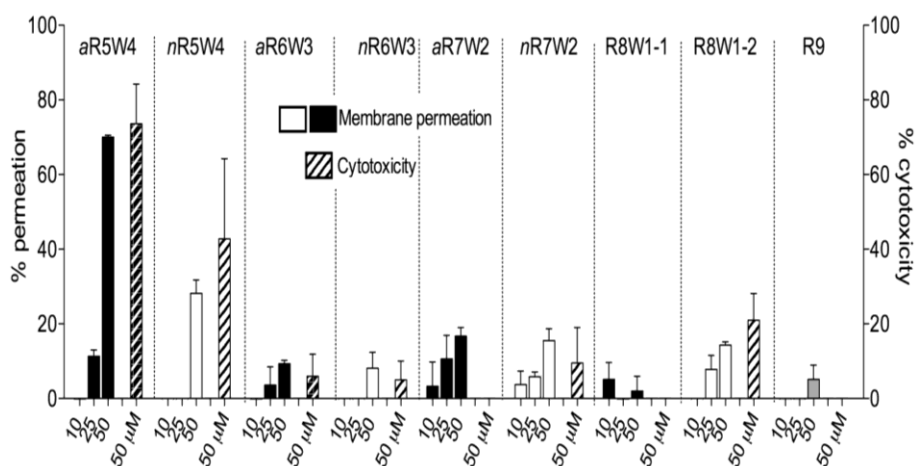 100 100
aR5W4 nR5W4 aR6W3 nR6W3 aR7W2 nR7W2 R8W1-1 R8W1-2 R9
80 80
Membrane permeation
60 60
Cytotoxicity
40 40
20 20
0 0
% permeation
% cytotoxicity
10 25 50 50 μM 10 25 50 50 μM 10 25 50 50 μM 10 25 50 50 μM 10 25 50 50 μM 10 25 50 50 μM 10 25 50 50 μM 10 25 50 50 μM 10 25 50 50 μM